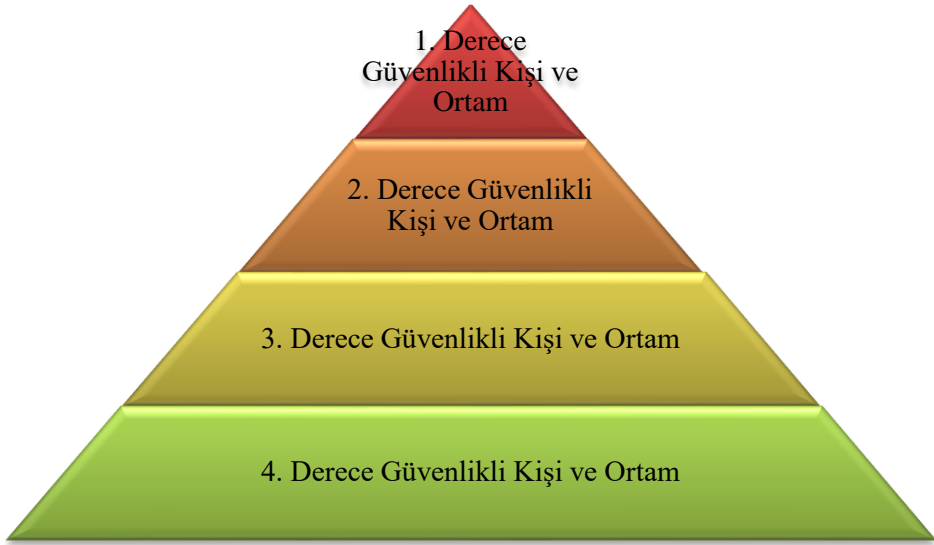 1. Derece
Güvenlikli Kişi ve
Ortam
2. Derece Güvenlikli
Kişi ve Ortam
3. Derece Güvenlikli Kişi ve Ortam
4. Derece Güvenlikli Kişi ve Ortam